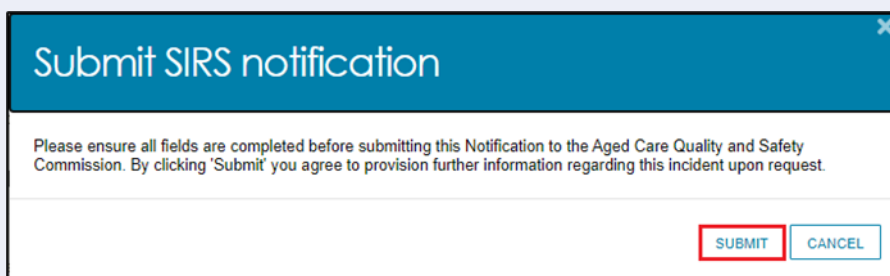 Submit SIRS notification
Please ensure all fields are completed before submitting this Notification to the Aged Care Quality and Safety
Commission. By clicking 'Submit' you agree to provision further information regarding this incident upon request.
SUBMIT CANCEL